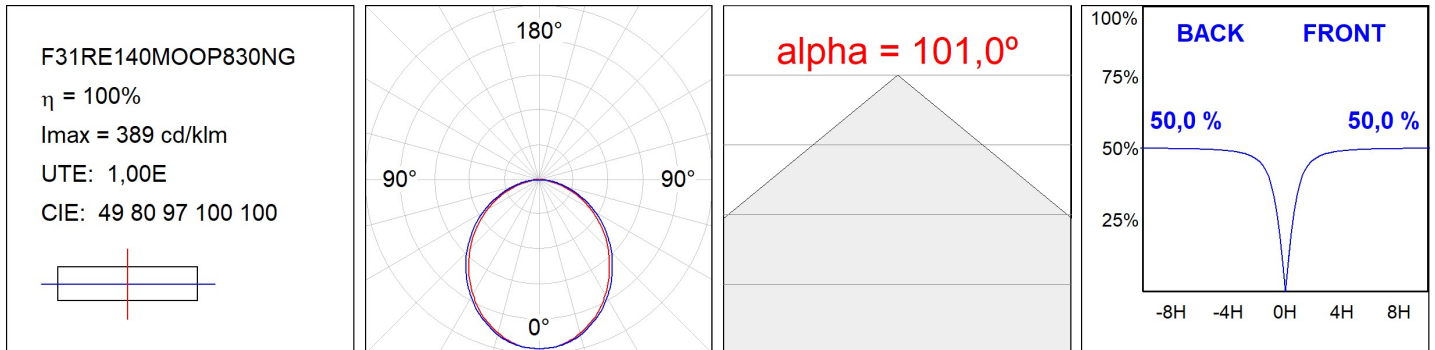 F31RE140MOOP830NG
η = 100%
Imax = 389 cd/klm
UTE: 1,00E
CIE: 49 80 97 100 100
180°
90° 90°
0°
alpha = 101,0º
100% BACK FRONT
75%
50,0 % 50,0 %
50%
25%
-8H -4H 0H 4H 8H